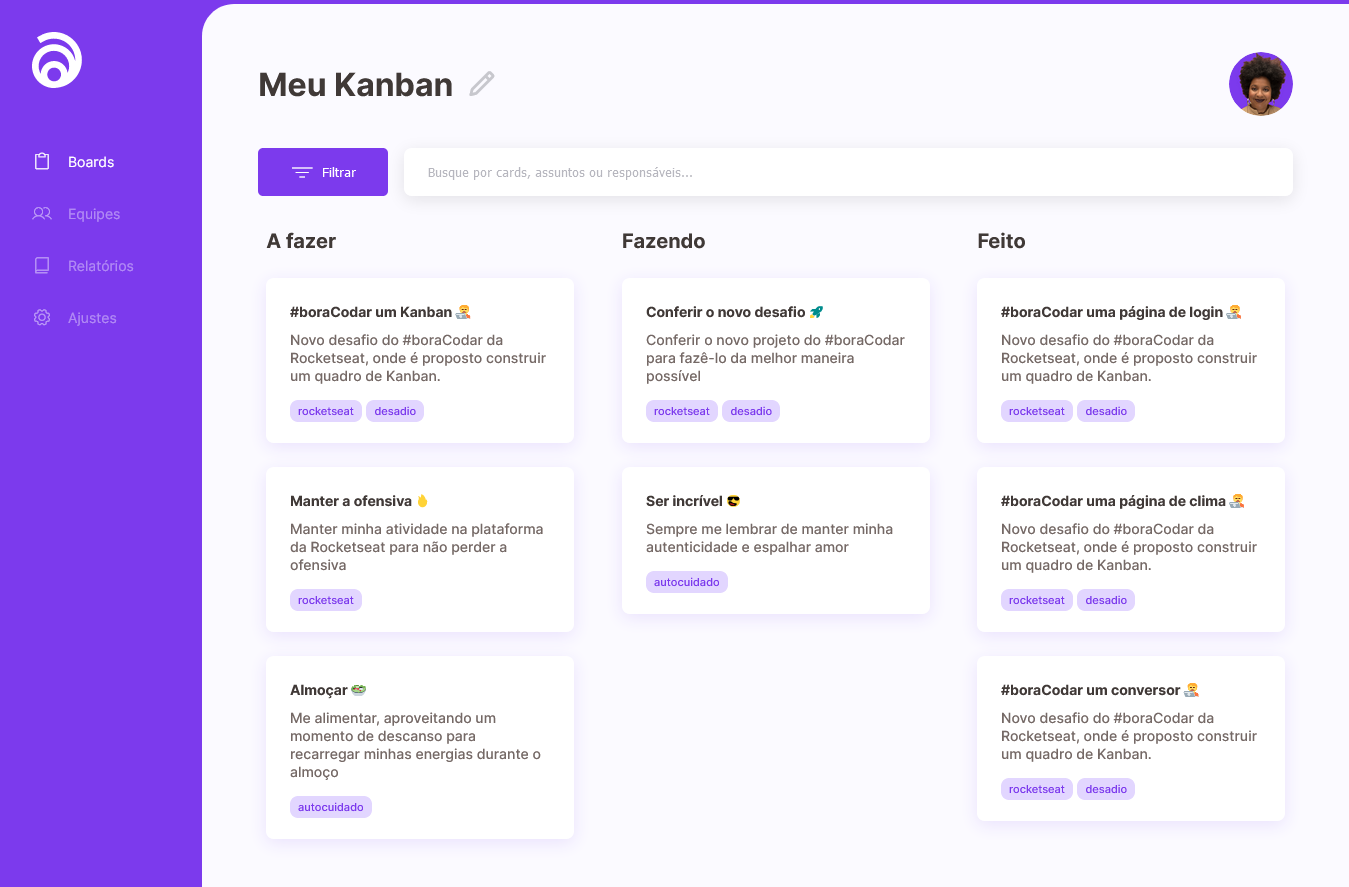 Boards
Equipes
Relatórios
Ajustes
Meu Kanban
Filtrar
Busque por cards, assuntos ou responsáveis...
A fazer
#boraCodar um Kanban 🧑‍💻
Novo desafio do #boraCodar da
Rocketseat, onde é proposto construir
um quadro de Kanban.
rocketseat desadio
Manter a ofensiva 🔥
Manter minha atividade na plataforma
da Rocketseat para não perder a
ofensiva
rocketseat
Almoçar 🥗
Me alimentar, aproveitando um
momento de descanso para
recarregar minhas energias durante o
almoço
autocuidado
Fazendo
Conferir o novo desafio 🚀
Conferir o novo projeto do #boraCodar
para fazê-lo da melhor maneira
possível
rocketseat desadio
Ser incrível 😎
Sempre me lembrar de manter minha
autenticidade e espalhar amor
autocuidado
Feito
#boraCodar uma página de login 🧑‍💻
Novo desafio do #boraCodar da
Rocketseat, onde é proposto construir
um quadro de Kanban.
rocketseat desadio
#boraCodar uma página de clima 🧑‍💻
Novo desafio do #boraCodar da
Rocketseat, onde é proposto construir
um quadro de Kanban.
rocketseat desadio
#boraCodar um conversor 🧑‍💻
Novo desafio do #boraCodar da
Rocketseat, onde é proposto construir
um quadro de Kanban.
rocketseat desadio